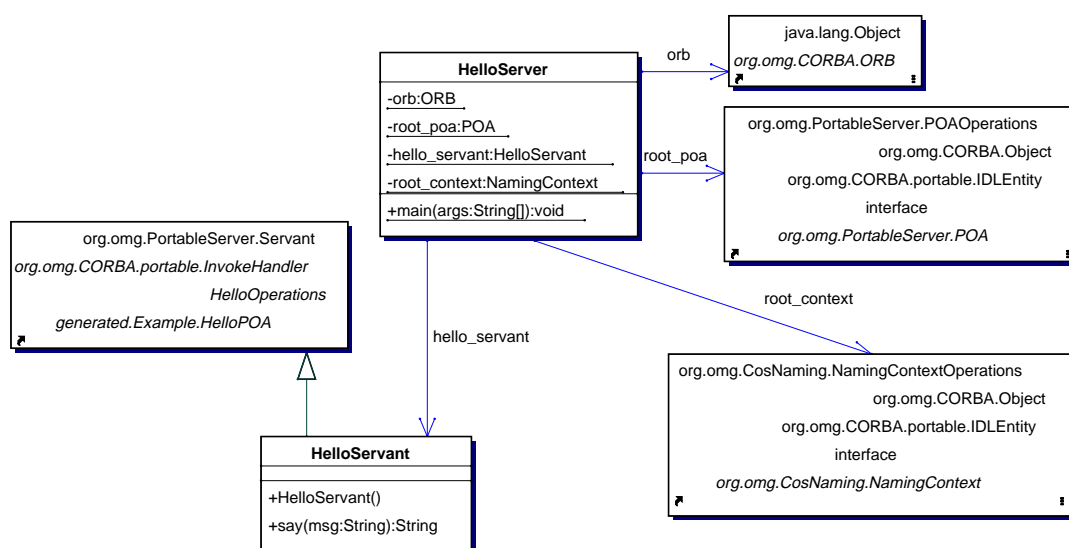 java.lang.Object
org.omg.CORBA.ORB
orb
HelloServer
-orb:ORB
-root_poa:POA
-hello_servant:HelloServant
-root_context:NamingContext
+main(args:String[]):void
root_poa
org.omg.PortableServer.POAOperations
org.omg.CORBA.Object
org.omg.CORBA.portable.IDLEntity
interface
org.omg.PortableServer.POA
org.omg.PortableServer.Servant
org.omg.CORBA.portable.InvokeHandler
HelloOperations
generated.Example.HelloPOA
hello_servant
root_context
org.omg.CosNaming.NamingContextOperations
org.omg.CORBA.Object
org.omg.CORBA.portable.IDLEntity
interface
org.omg.CosNaming.NamingContext
HelloServant
+HelloServant()
+say(msg:String):String